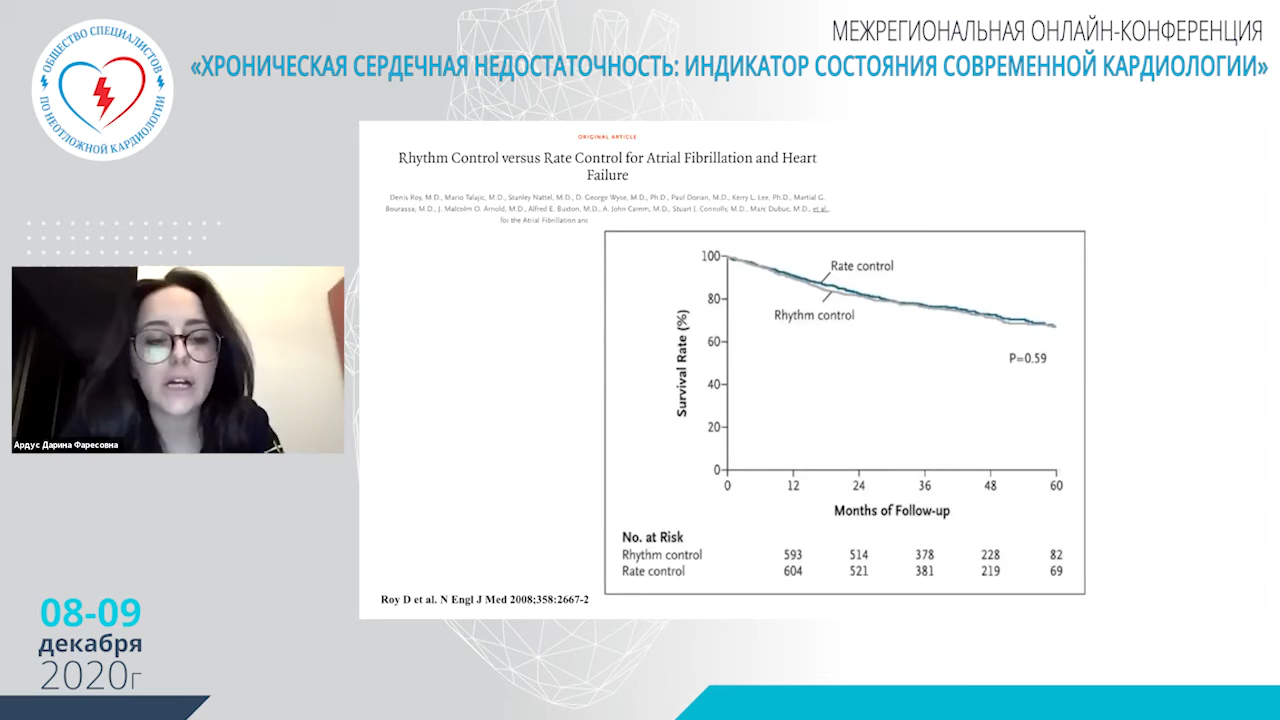 ОБЩЕСТВО СПЕЦИАЛИСТОВ
ПО НЕОТЛОЖНОЙ КАРДИОЛОГИИ
МЕЖРЕГИОНАЛЬНАЯ ОНЛАЙН-КОНФЕРЕНЦИЯ
«ХРОНИЧЕСКАЯ СЕРДЕЧНАЯ НЕДОСТАТОЧНОСТЬ: ИНДИКАТОР СОСТОЯНИЯ СОВРЕМЕННОЙ КАРДИОЛОГИИ»
ORIGINAL ARTICLE
Rhythm Control versus Rate Control for Atrial Fibrillation and Heart
Failure
Denis Roy, M.D., Mario Talajic, M.D., Stanley Nattel, M.D., D. George Wyse, M.D., Ph.D., Paul Dorian, M.D., Kerry L. Lee, Ph.D., Martial G.
Bourassa, M.D., J. Malcolm O. Arnold, M.D., Alfred E. Buxton, M.D., A. John Camm, M.D., Stuart J. Connolly, M.D., Marc Dubuc, M.D., et al.,
for the Atrial Fibrillation and
100
80
60
40
20
0
Survival Rate (%)
Rate control
Rhythm control
P=0.59
0 12 24 36 48 60
Months of Follow-up
No. at Risk
Rhythm control 593 514 378 228 82
Rate control 604 521 381 219 69
Roy D et al. N Engl J Med 2008;358:2667-2
Ардус Дарина Фаресовна
08-09
декабря
2020г